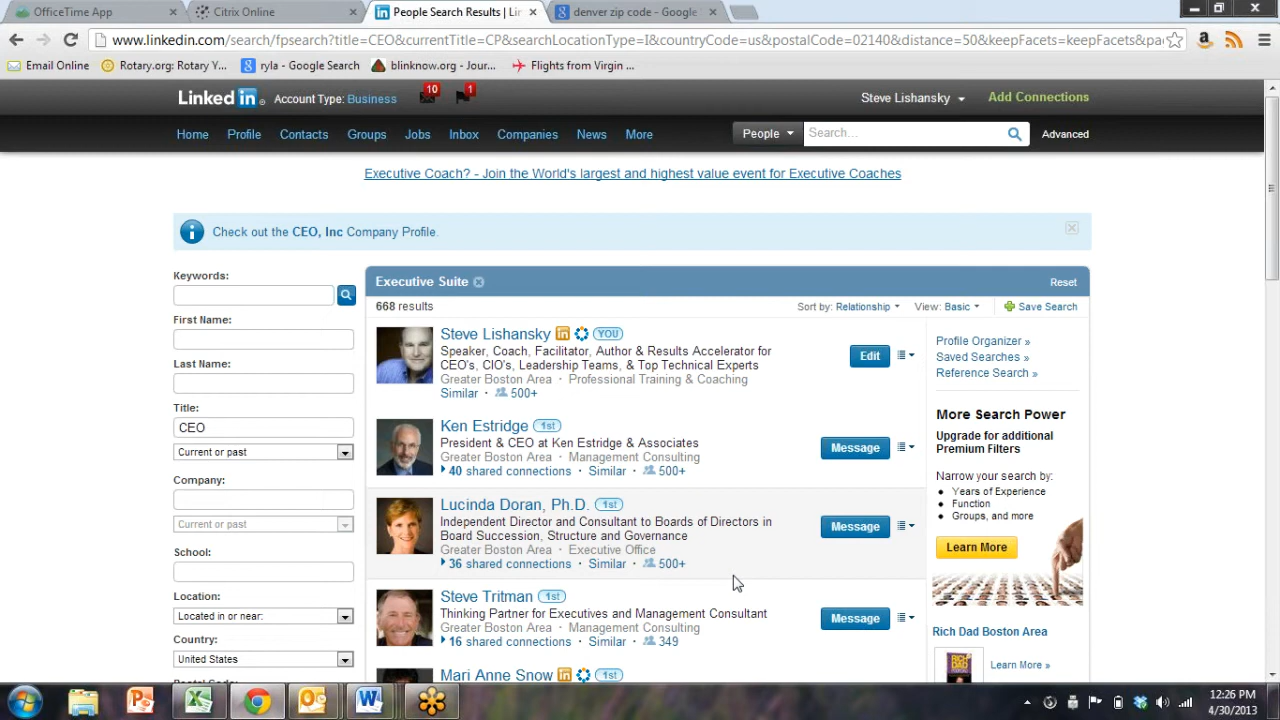 OfficeTime App
Citrix Online
People Search Results | Lin
denver zip code - Google
www.linkedin.com/search/fpsearch?title=CEO&currentTitle=CP&searchLocationType=I&countryCode=us&postalCode=02140&distance=50&keepFacets=keepFacets&pa
Email Online
Rotary.org: Rotary Y...
ryla - Google Search
blinknow.org - Jour...
Flights from Virgin ...
Linked in
Account Type: Business
10
1
Steve Lishansky
Add Connections
Home
Profile
Contacts
Groups
Jobs
Inbox
Companies
News
More
People
Search...
Advanced
Executive Coach? - Join the World's largest and highest value event for Executive Coaches
Check out the CEO, Inc Company Profile.
Keywords:
First Name:
Last Name:
Title:
CEO
Current or past
Company:
Current or past
School:
Location:
Located in or near:
Country:
United States
Executive Suite
Reset
668 results
Sort by: Relationship
View: Basic
Save Search
Steve Lishansky in YOU
Speaker, Coach, Facilitator, Author & Results Accelerator for
CEO's, CIO's, Leadership Teams, & Top Technical Experts
Greater Boston Area · Professional Training & Coaching
Similar · 500+
Edit
Ken Estridge 1st
President & CEO at Ken Estridge & Associates
Greater Boston Area · Management Consulting
40 shared connections · Similar · 500+
Message
Lucinda Doran, Ph.D. 1st
Independent Director and Consultant to Boards of Directors in
Board Succession, Structure and Governance
Greater Boston Area · Executive Office
36 shared connections · Similar · 500+
Message
Steve Tritman 1st
Thinking Partner for Executives and Management Consultant
Greater Boston Area · Management Consulting
16 shared connections · Similar · 349
Message
Mari Anne Snow in 1st
Profile Organizer »
Saved Searches »
Reference Search »
More Search Power
Upgrade for additional
Premium Filters
Narrow your search by:
• Years of Experience
• Function
• Groups, and more
Learn More
Rich Dad Boston Area
RICH
DAD
Learn More »
12:26 PM
4/30/2013